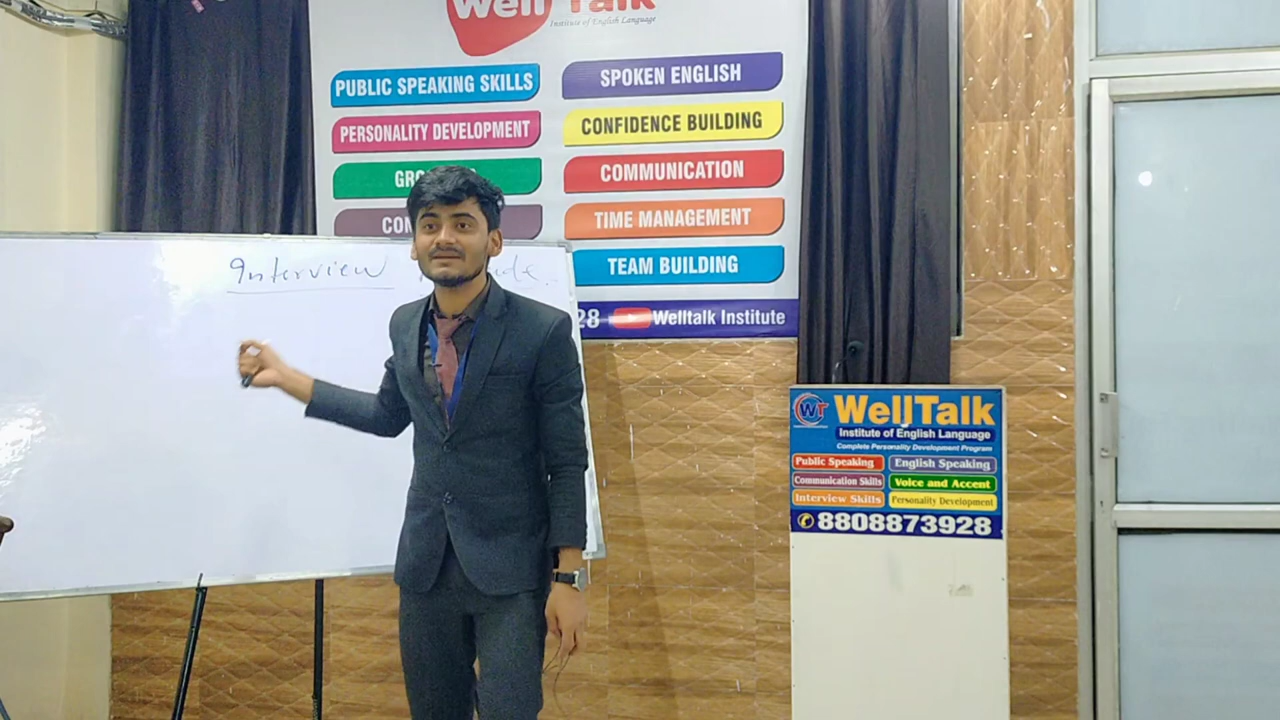 Well Talk
Institute of English Language
PUBLIC SPEAKING SKILLS
SPOKEN ENGLISH
PERSONALITY DEVELOPMENT
CONFIDENCE BUILDING
COMMUNICATION
TIME MANAGEMENT
TEAM BUILDING
28 Welltalk Institute
Interview
WT WellTalk
Institute of English Language
Complete Personality Development Program
Public Speaking
English Speaking
Communication Skills
Voice and Accent
Interview Skills
Personality Development
8808873928